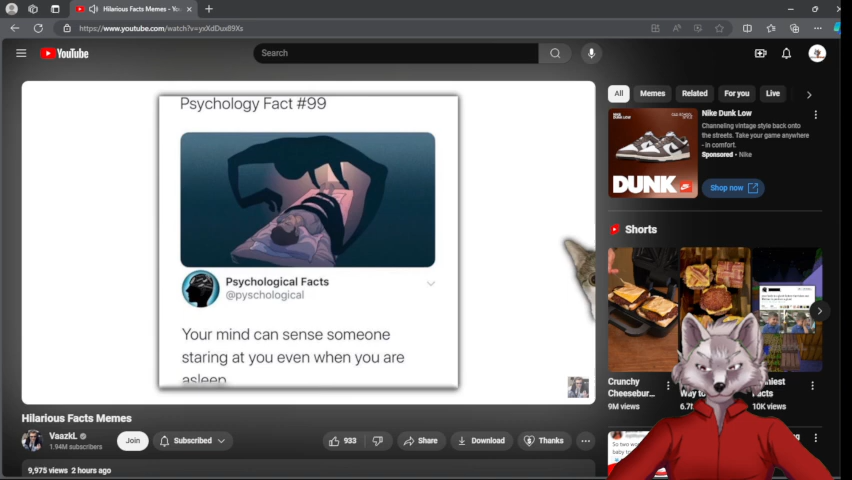 Hilarious Facts Memes - You
https://www.youtube.com/watch?v=yxXdDux89Xs
YouTube
Search
Psychology Fact #99
Psychological Facts
@pyschological
Your mind can sense someone
staring at you even when you are
asleep
Hilarious Facts Memes
VaazkL
1.94M subscribers
Join
Subscribed
933
Share
Download
Thanks
9,975 views 2 hours ago
All
Memes
Related
For you
Live
Nike Dunk Low
Channeling vintage style back onto
the streets. Take your game anywhere
- in comfort.
Sponsored • Nike
Shop now
DUNK
Shorts
Crunchy
Cheesebur...
9M views
Way to
6.7
niest
acts
10K views